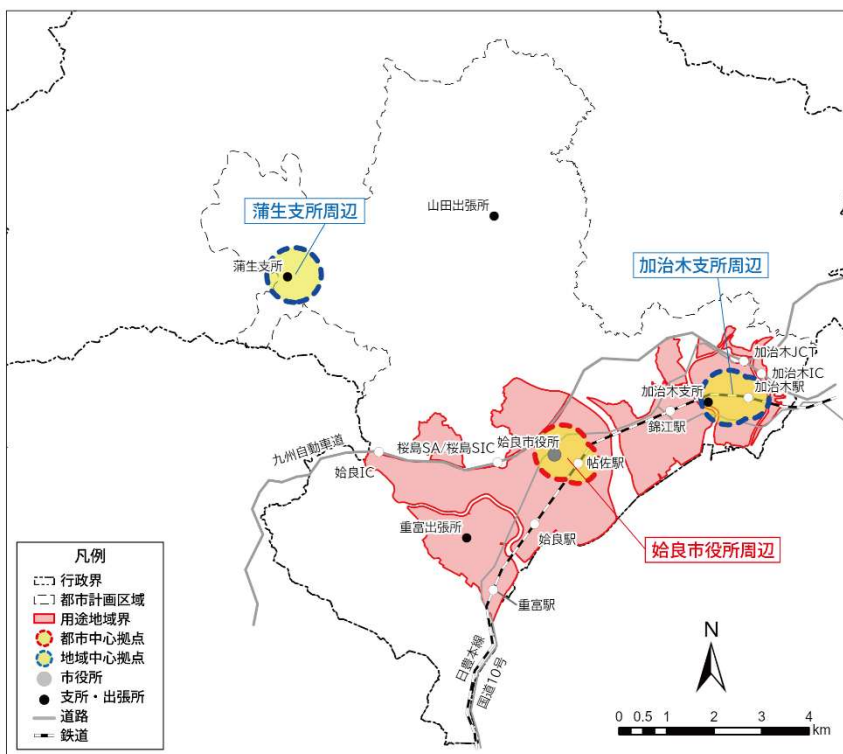 山田出張所
蒲生支所周辺
蒲生支所
加治木支所周辺
加治木JCT
加治木IC
加治木駅
加治木支所
錦江駅
九州自動車道
桜島SA/桜島SIC
姶良市役所
姶良IC
帖佐駅
重富出張所
姶良駅
姶良市役所周辺
重富駅
日豊本線
国道10号
凡例
行政界
都市計画区域
用途地域界
都市中心拠点
地域中心拠点
市役所
支所・出張所
道路
鉄道
N
0 0.5 1 2 3 4
km